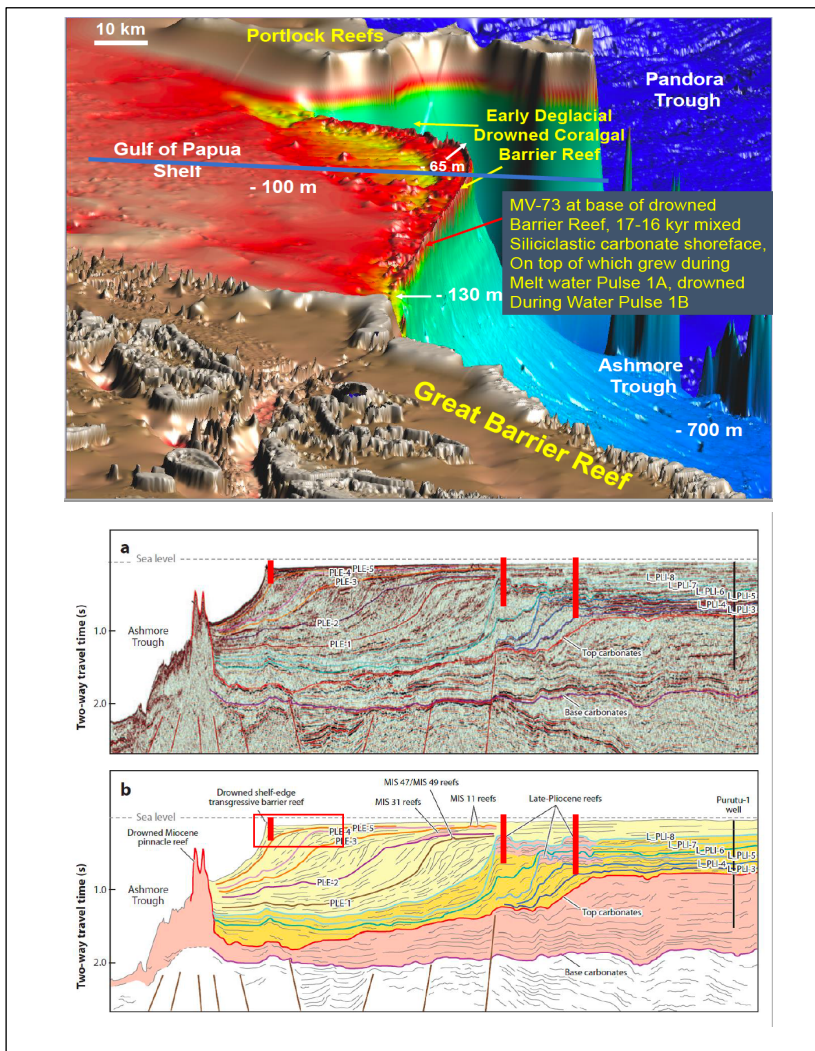 10 km
Portlock Reefs
Pandora
Trough
Early Deglacial
Drowned Coralgal
Barrier Reef
Gulf of Papua
Shelf
- 65 m
- 100 m
MV-73 at base of drowned
Barrier Reef, 17-16 kyr mixed
Siliciclastic carbonate shoreface,
On top of which grew during
Melt water Pulse 1A, drowned
During Water Pulse 1B
- 130 m
Ashmore
Trough
Great Barrier Reef
- 700 m
a
Sea level
PLE-5
PLE-4
PLE-3
L_PLI-8
L_PLI-7
L_PLI-6
L_PLI-5
L_PLI-4
L_PLI-3
PLE-2
Ashmore
Trough
1.0
PLE-1
Top carbonates
Two-way travel time (s)
2.0
Base carbonates
b
MIS 47/MIS 49 reefs
Drowned shelf-edge
transgressive barrier reef
MIS 31 reefs
MIS 11 reefs
Late-Pliocene reefs
Purutu-1
well
Sea level
Drowned Miocene
pinnacle reef
PLE-5
PLE-4
PLE-3
L_PLI-8
L_PLI-7
L_PLI-6
L_PLI-5
L_PLI-4
L_PLI-3
PLE-2
1.0
Ashmore
Trough
PLE-1
Top carbonates
Two-way travel time (s)
2.0
Base carbonates